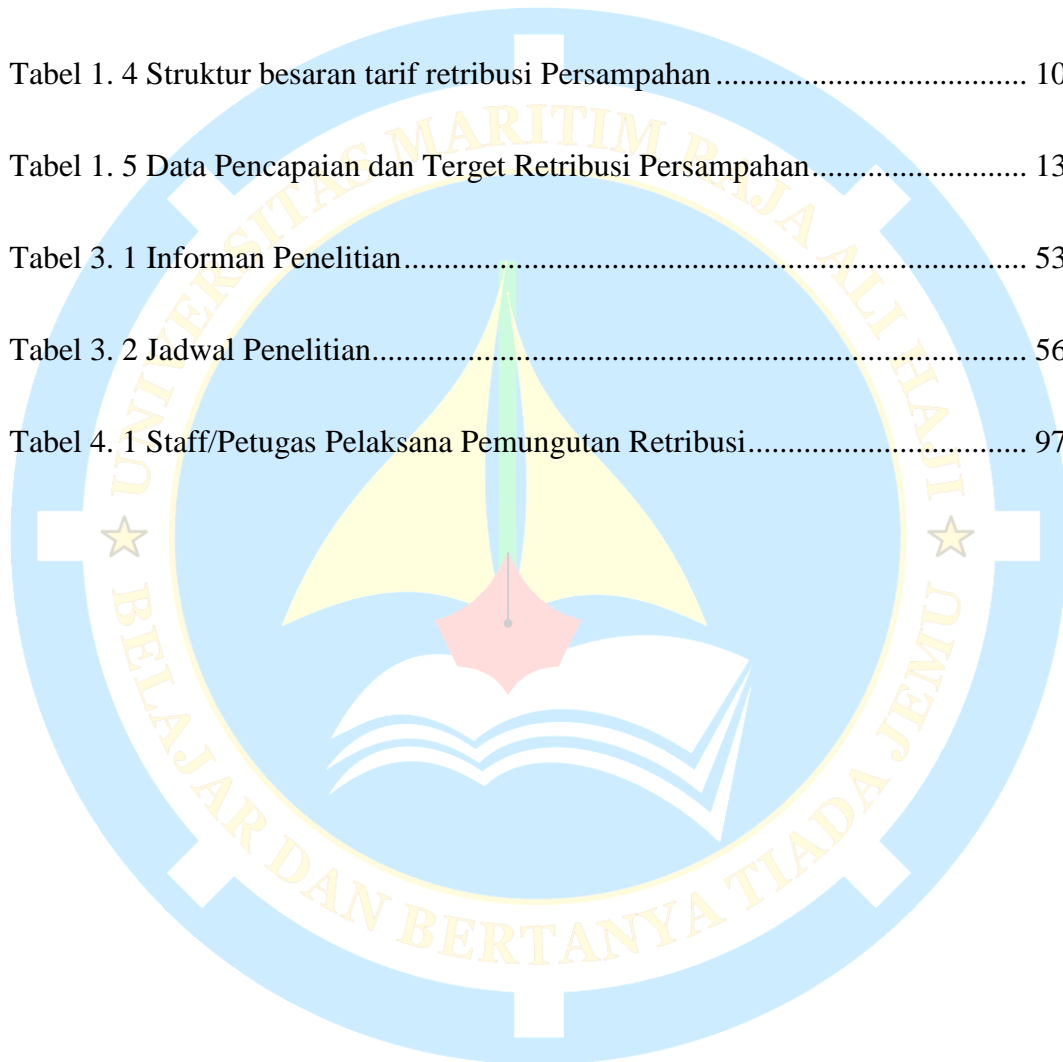 Tabel 1. 4 Struktur besaran tarif retribusi Persampahan ....................................... 10
Tabel 1. 5 Data Pencapaian dan Terget Retribusi Persampahan ........................... 13
Tabel 3. 1 Informan Penelitian .............................................................................. 53
Tabel 3. 2 Jadwal Penelitian .................................................................................. 56
Tabel 4. 1 Staff/Petugas Pelaksana Pemungutan Retribusi ................................... 97
UNIVERSITAS MARITIM RAJA ALI HAJI
BELAJAR DAN BERTANYA TIADA JEMU